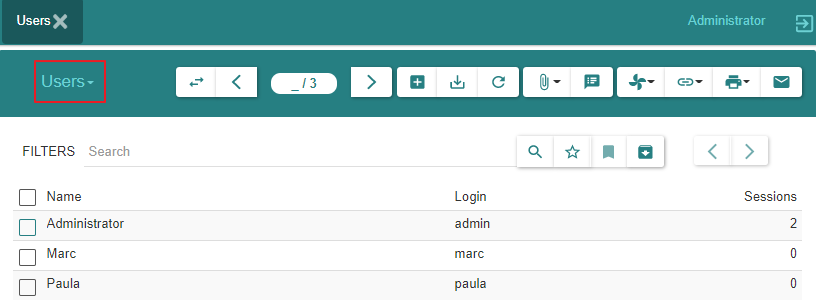 Users
Administrator
Users
_ / 3
FILTERS Search
Name Login Sessions
Administrator admin 2
Marc marc 0
Paula paula 0